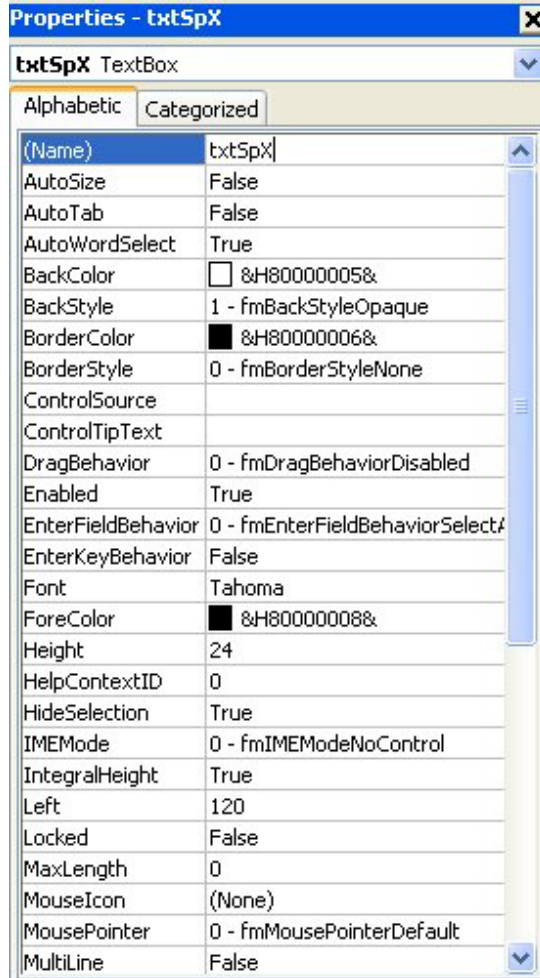 Properties - txtSpX
txtSpX TextBox
Alphabetic Categorized
(Name) txtSpX
AutoSize False
AutoTab False
AutoWordSelect True
BackColor &H80000005&
BackStyle 1 - fmBackStyleOpaque
BorderColor &H80000006&
BorderStyle 0 - fmBorderStyleNone
ControlSource
ControlTipText
DragBehavior 0 - fmDragBehaviorDisabled
Enabled True
EnterFieldBehavior 0 - fmEnterFieldBehaviorSelectA
EnterKeyBehavior False
Font Tahoma
ForeColor &H80000008&
Height 24
HelpContextID 0
HideSelection True
IMEMode 0 - fmIMEModeNoControl
IntegralHeight True
Left 120
Locked False
MaxLength 0
MouseIcon (None)
MousePointer 0 - fmMousePointerDefault
MultiLine False